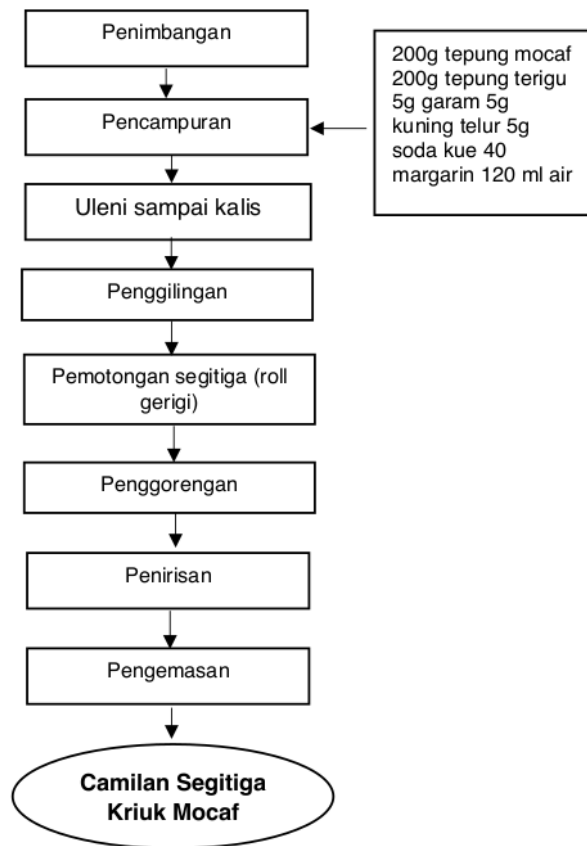 Penimbangan
Pencampuran
200g tepung mocaf
200g tepung terigu
5g garam 5g
kuning telur 5g
soda kue 40
margarin 120 ml air
Uleni sampai kalis
Penggilingan
Pemotongan segitiga (roll
gerigi)
Penggorengan
Penirisan
Pengemasan
Camilan Segitiga
Kriuk Mocaf